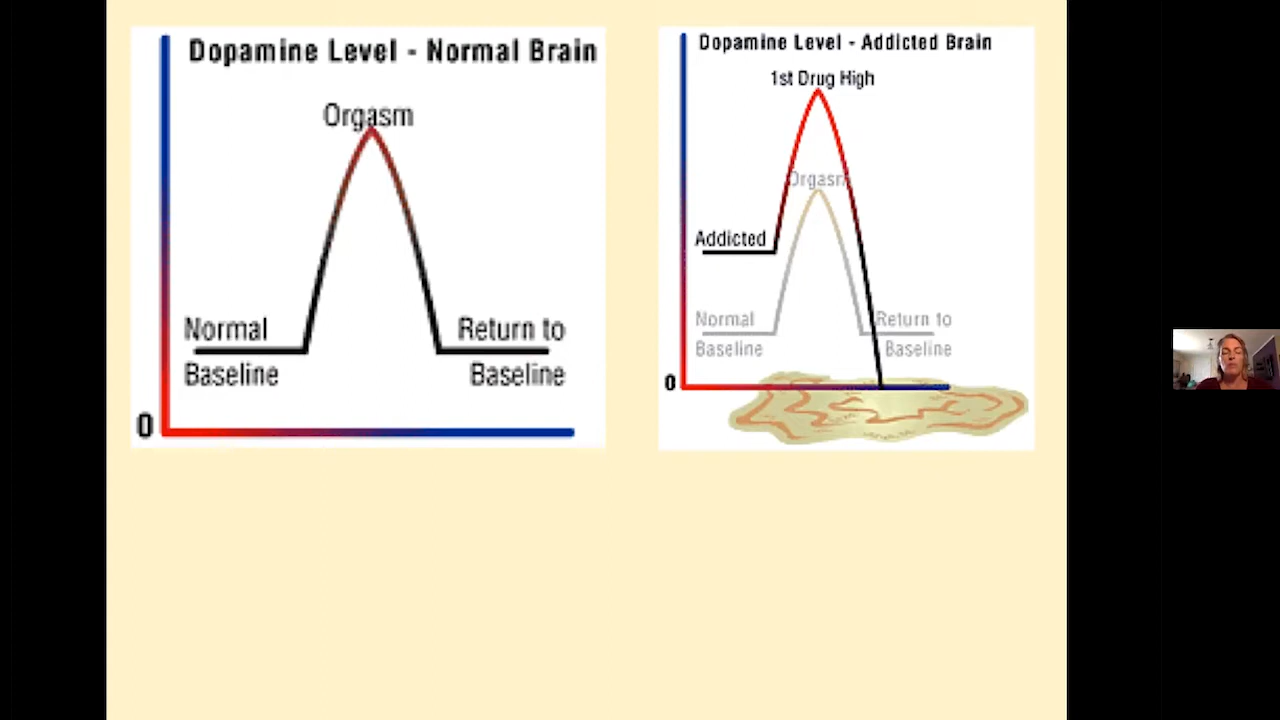 Dopamine Level - Normal Brain
Orgasm
Normal
Baseline
Return to
Baseline
0
Dopamine Level - Addicted Brain
1st Drug High
Orgasm
Addicted
Normal
Baseline
Return to
Baseline
0